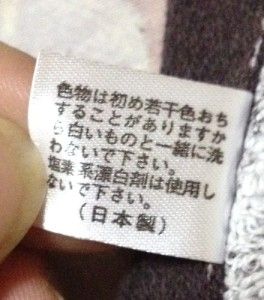 色物は初め若干色おち
することがありますか
ら白いものと一緒に洗
わないで下さい。
塩素系漂白剤は使用し
ないで下さい。
(日本製)